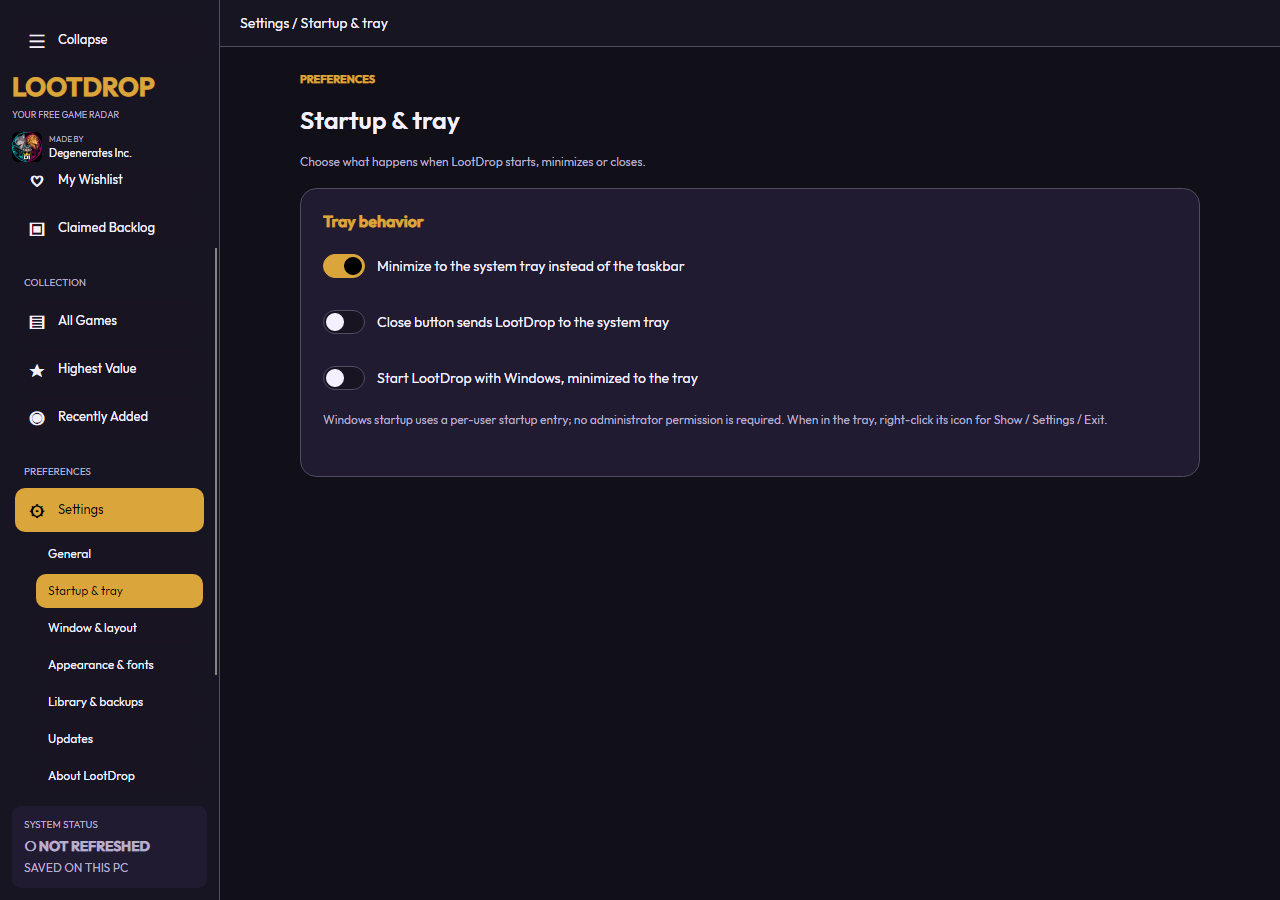 Collapse
LOOTDROP
YOUR FREE GAME RADAR
MADE BY
Degenerates Inc.
My Wishlist
Claimed Backlog
COLLECTION
All Games
Highest Value
Recently Added
PREFERENCES
Settings
General
Startup & tray
Window & layout
Appearance & fonts
Library & backups
Updates
About LootDrop
SYSTEM STATUS
NOT REFRESHED
SAVED ON THIS PC
Settings / Startup & tray
PREFERENCES
Startup & tray
Choose what happens when LootDrop starts, minimizes or closes.
Tray behavior
Minimize to the system tray instead of the taskbar
Close button sends LootDrop to the system tray
Start LootDrop with Windows, minimized to the tray
Windows startup uses a per-user startup entry; no administrator permission is required. When in the tray, right-click its icon for Show / Settings / Exit.